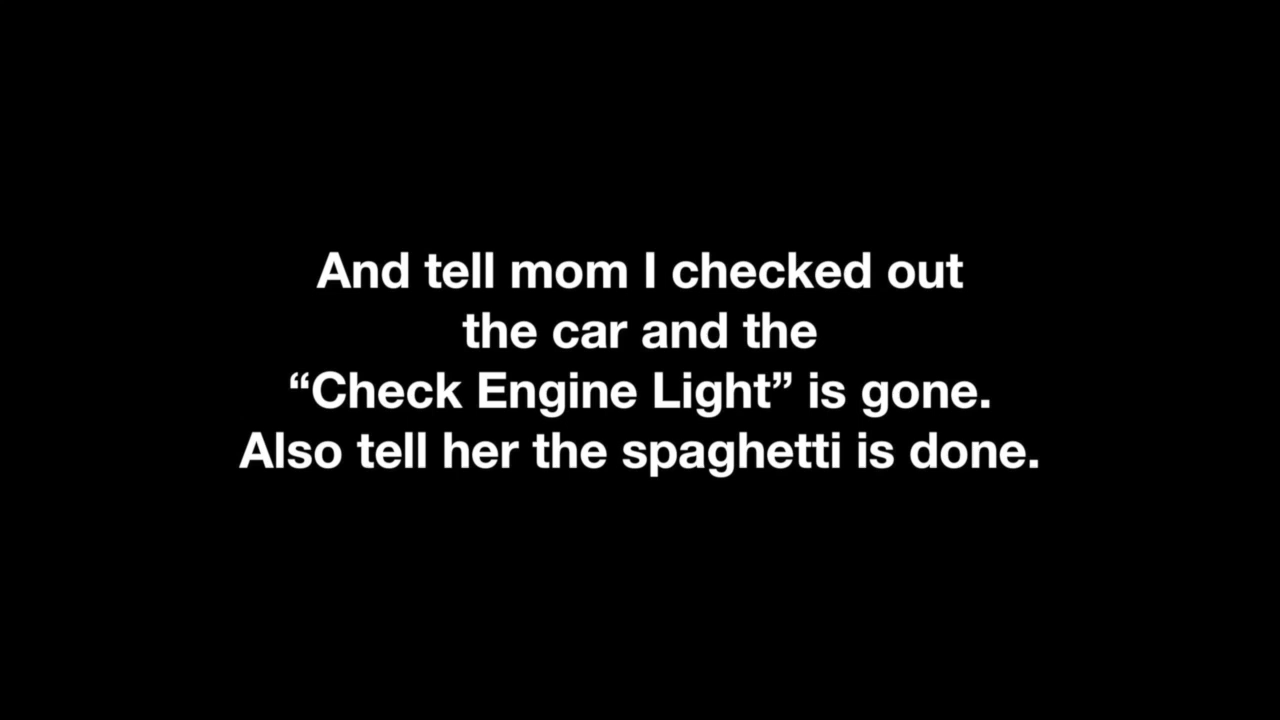 And tell mom I checked out
the car and the
“Check Engine Light” is gone.
Also tell her the spaghetti is done.